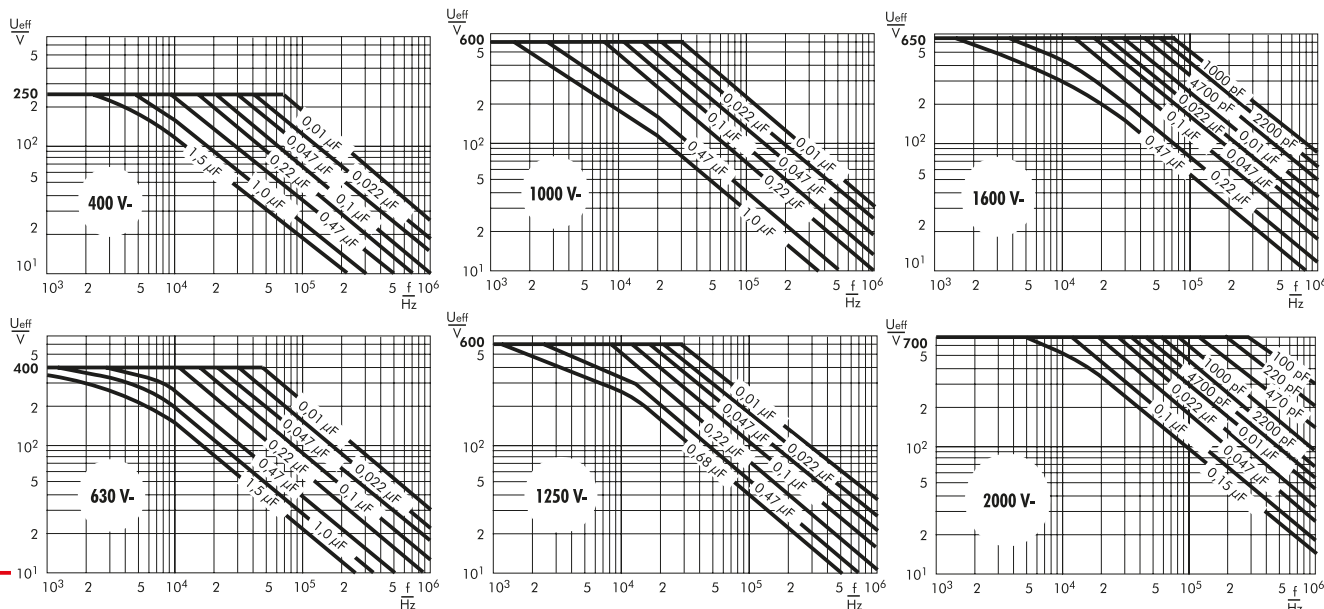 Ueff
V
5
250
2
10²
5
2
10¹
400 V-
0,01 µF
0,022 µF
0,047 µF
0,1 µF
0,22 µF
0,47 µF
1,0 µF
1,5 µF
10³ 2 5 10⁴ 2 5 10⁵ 2 5 10⁶
f
Hz
Ueff
V
600
5
2
10²
5
2
10¹
1000 V-
0,01 µF
0,022 µF
0,047 µF
0,1 µF
0,22 µF
0,47 µF
1,0 µF
10³ 2 5 10⁴ 2 5 10⁵ 2 5 10⁶
f
Hz
Ueff
V
650
5
2
10²
5
2
10¹
1600 V-
1000 pF
2200 pF
4700 pF
0,01 µF
0,022 µF
0,047 µF
0,1 µF
0,22 µF
0,47 µF
10³ 2 5 10⁴ 2 5 10⁵ 2 5 10⁶
f
Hz
Ueff
V
5
400
2
10²
5
2
10¹
630 V-
0,01 µF
0,022 µF
0,047 µF
0,1 µF
0,22 µF
0,47 µF
1,0 µF
1,5 µF
10³ 2 5 10⁴ 2 5 10⁵ 2 5 10⁶
f
Hz
Ueff
V
600
5
2
10²
5
2
10¹
1250 V-
0,01 µF
0,022 µF
0,047 µF
0,1 µF
0,22 µF
0,47 µF
0,68 µF
10³ 2 5 10⁴ 2 5 10⁵ 2 5 10⁶
f
Hz
Ueff
V
700
5
2
10²
5
2
10¹
2000 V-
100 pF
220 pF
470 pF
1000 pF
2200 pF
4700 pF
0,01 µF
0,022 µF
0,047 µF
0,1 µF
0,15 µF
10³ 2 5 10⁴ 2 5 10⁵ 2 5 10⁶
f
Hz